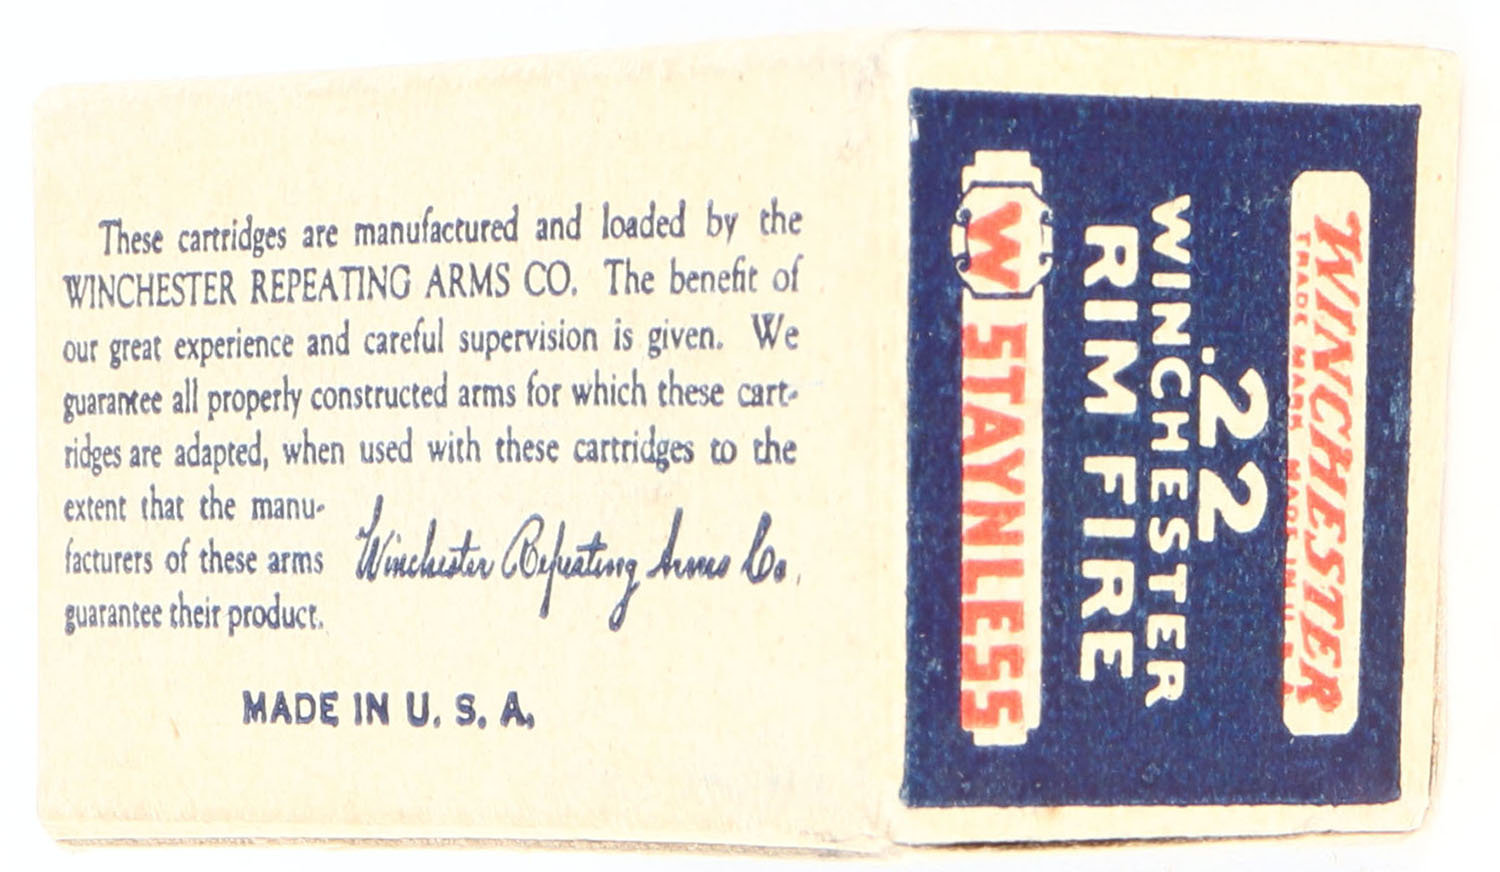 These cartridges are manufactured and loaded by the
WINCHESTER REPEATING ARMS CO. The benefit of
our great experience and careful supervision is given. We
guarantee all properly constructed arms for which these cart-
ridges are adapted, when used with these cartridges to the
extent that the manu-
facturers of these arms
guarantee their product.
Winchester Repeating Arms Co.
MADE IN U. S. A.
WINCHESTER
TRADE MARK MADE IN U.S.A.
.22
WINCHESTER
RIM FIRE
W STAYNLESS